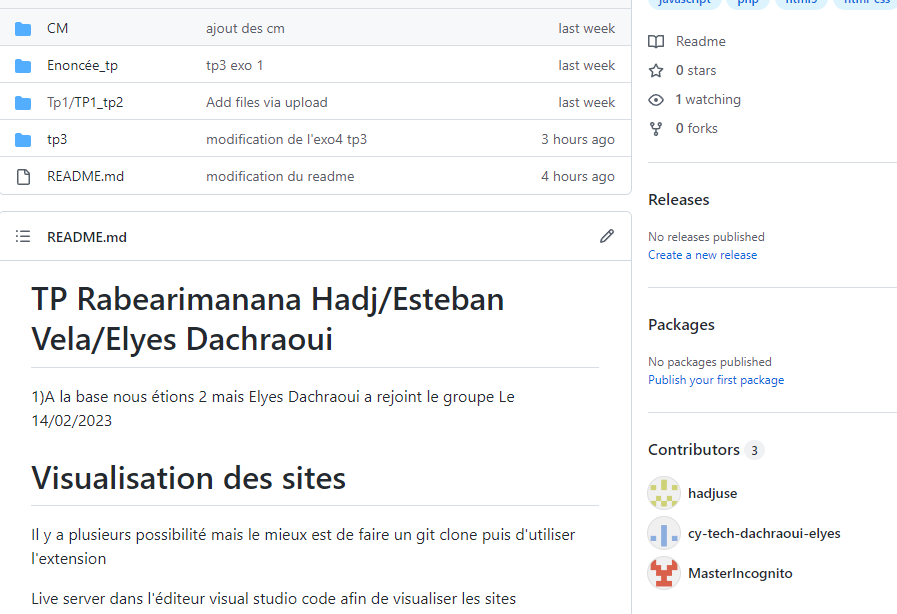 javascript php html5 html-css
CM ajout des cm last week
Enoncée_tp tp3 exo 1 last week
Tp1/TP1_tp2 Add files via upload last week
tp3 modification de l'exo4 tp3 3 hours ago
README.md modification du readme 4 hours ago
README.md
TP Rabearimanana Hadj/Esteban
Vela/Elyes Dachraoui
1)A la base nous étions 2 mais Elyes Dachraoui a rejoint le groupe Le
14/02/2023
Visualisation des sites
Il y a plusieurs possibilité mais le mieux est de faire un git clone puis d'utiliser
l'extension
Live server dans l'éditeur visual studio code afin de visualiser les sites
Readme
0 stars
1 watching
0 forks
Releases
No releases published
Create a new release
Packages
No packages published
Publish your first package
Contributors 3
hadjuse
cy-tech-dachraoui-elyes
MasterIncognito